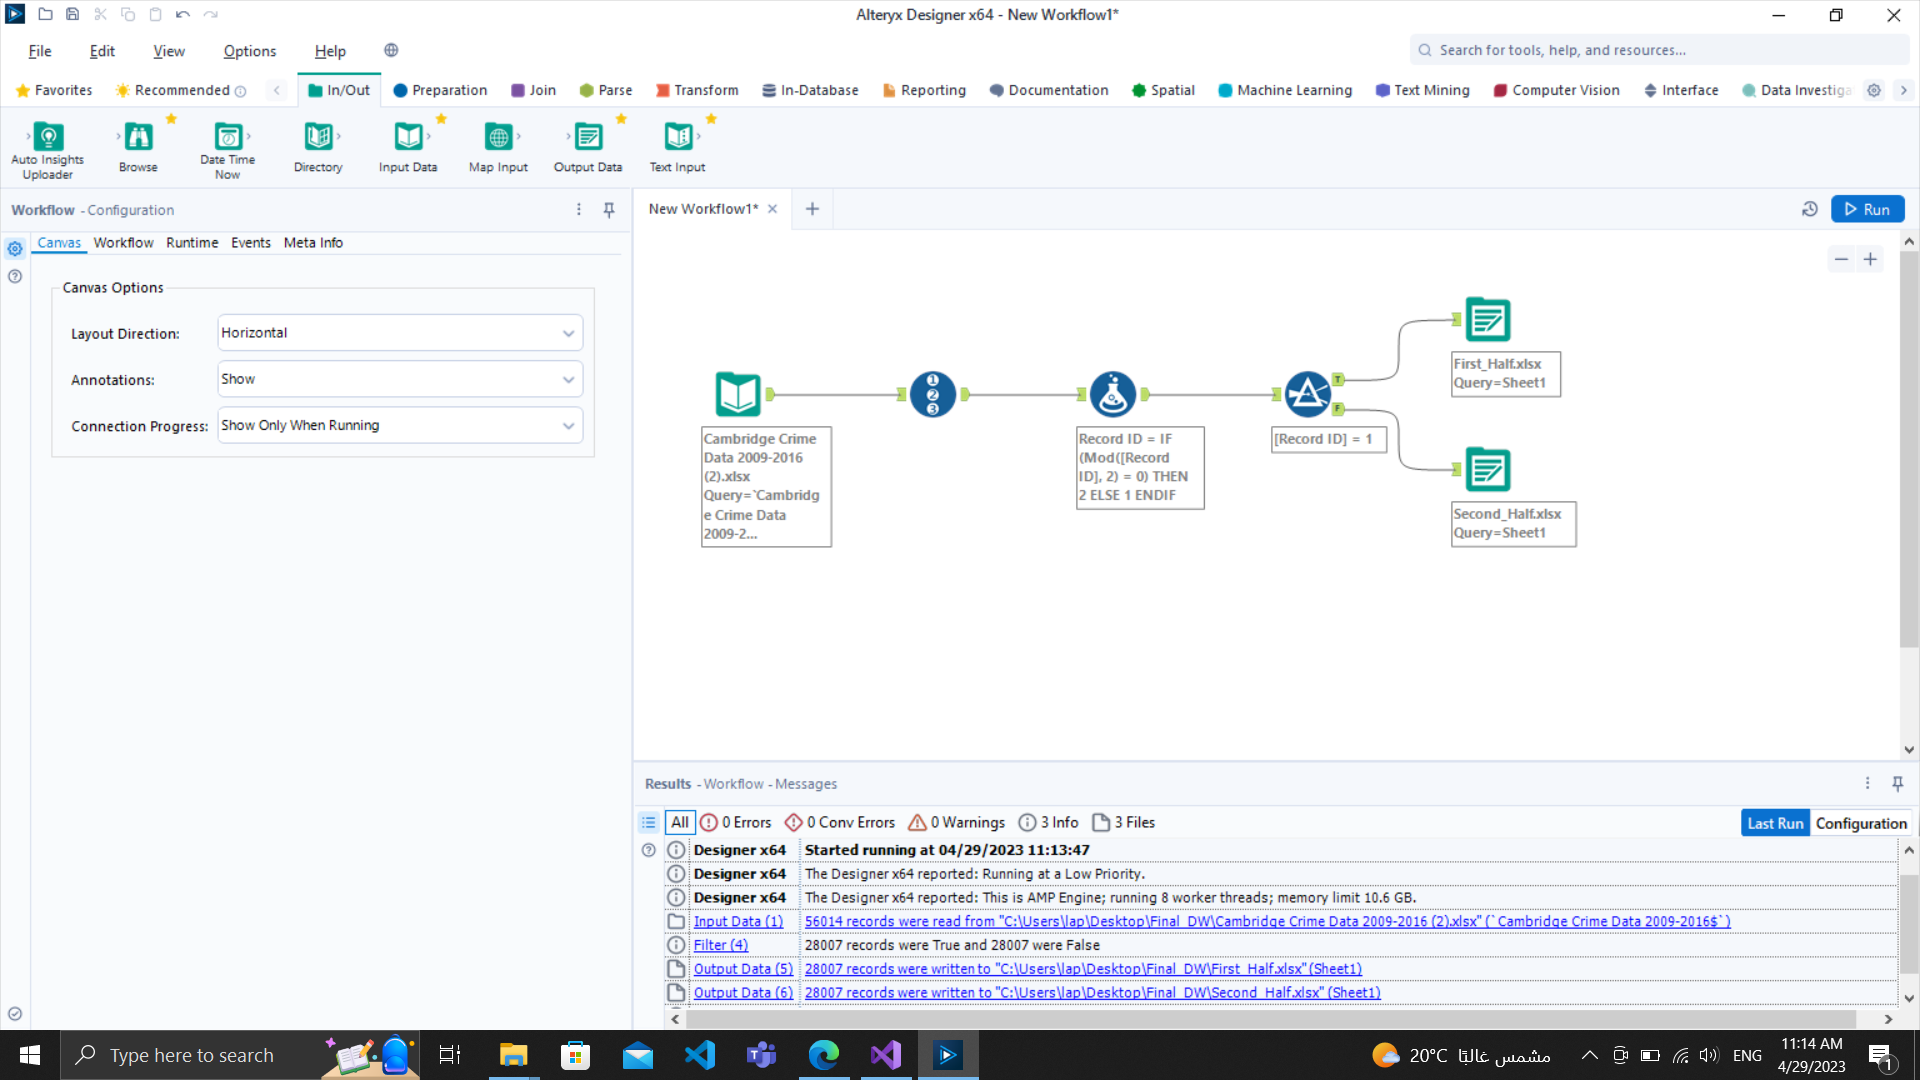 Alteryx Designer x64 - New Workflow1*
File Edit View Options Help
Search for tools, help, and resources...
Favorites Recommended In/Out Preparation Join Parse Transform In-Database Reporting Documentation Spatial Machine Learning Text Mining Computer Vision Interface Data Investiga
Auto Insights Uploader
Browse
Date Time Now
Directory
Input Data
Map Input
Output Data
Text Input
Workflow - Configuration
New Workflow1*
Run
Canvas Workflow Runtime Events Meta Info
Canvas Options
Layout Direction: Horizontal
Annotations: Show
Connection Progress: Show Only When Running
1
2
3
T
F
Cambridge Crime
Data 2009-2016
(2).xlsx
Query=`Cambridg
e Crime Data
2009-2...
Record ID = IF
(Mod([Record
ID], 2) = 0) THEN
2 ELSE 1 ENDIF
[Record ID] = 1
First_Half.xlsx
Query=Sheet1
Second_Half.xlsx
Query=Sheet1
Results - Workflow - Messages
All 0 Errors 0 Conv Errors 0 Warnings 3 Info 3 Files Last Run Configuration
Designer x64 Started running at 04/29/2023 11:13:47
Designer x64 The Designer x64 reported: Running at a Low Priority.
Designer x64 The Designer x64 reported: This is AMP Engine; running 8 worker threads; memory limit 10.6 GB.
Input Data (1) 56014 records were read from "C:\Users\lap\Desktop\Final_DW\Cambridge Crime Data 2009-2016 (2).xlsx" (`Cambridge Crime Data 2009-2016$`)
Filter (4) 28007 records were True and 28007 were False
Output Data (5) 28007 records were written to "C:\Users\lap\Desktop\Final_DW\First_Half.xlsx" (Sheet1)
Output Data (6) 28007 records were written to "C:\Users\lap\Desktop\Final_DW\Second_Half.xlsx" (Sheet1)
Type here to search
20°C مشمس غالبًا
ENG
11:14 AM
4/29/2023
1